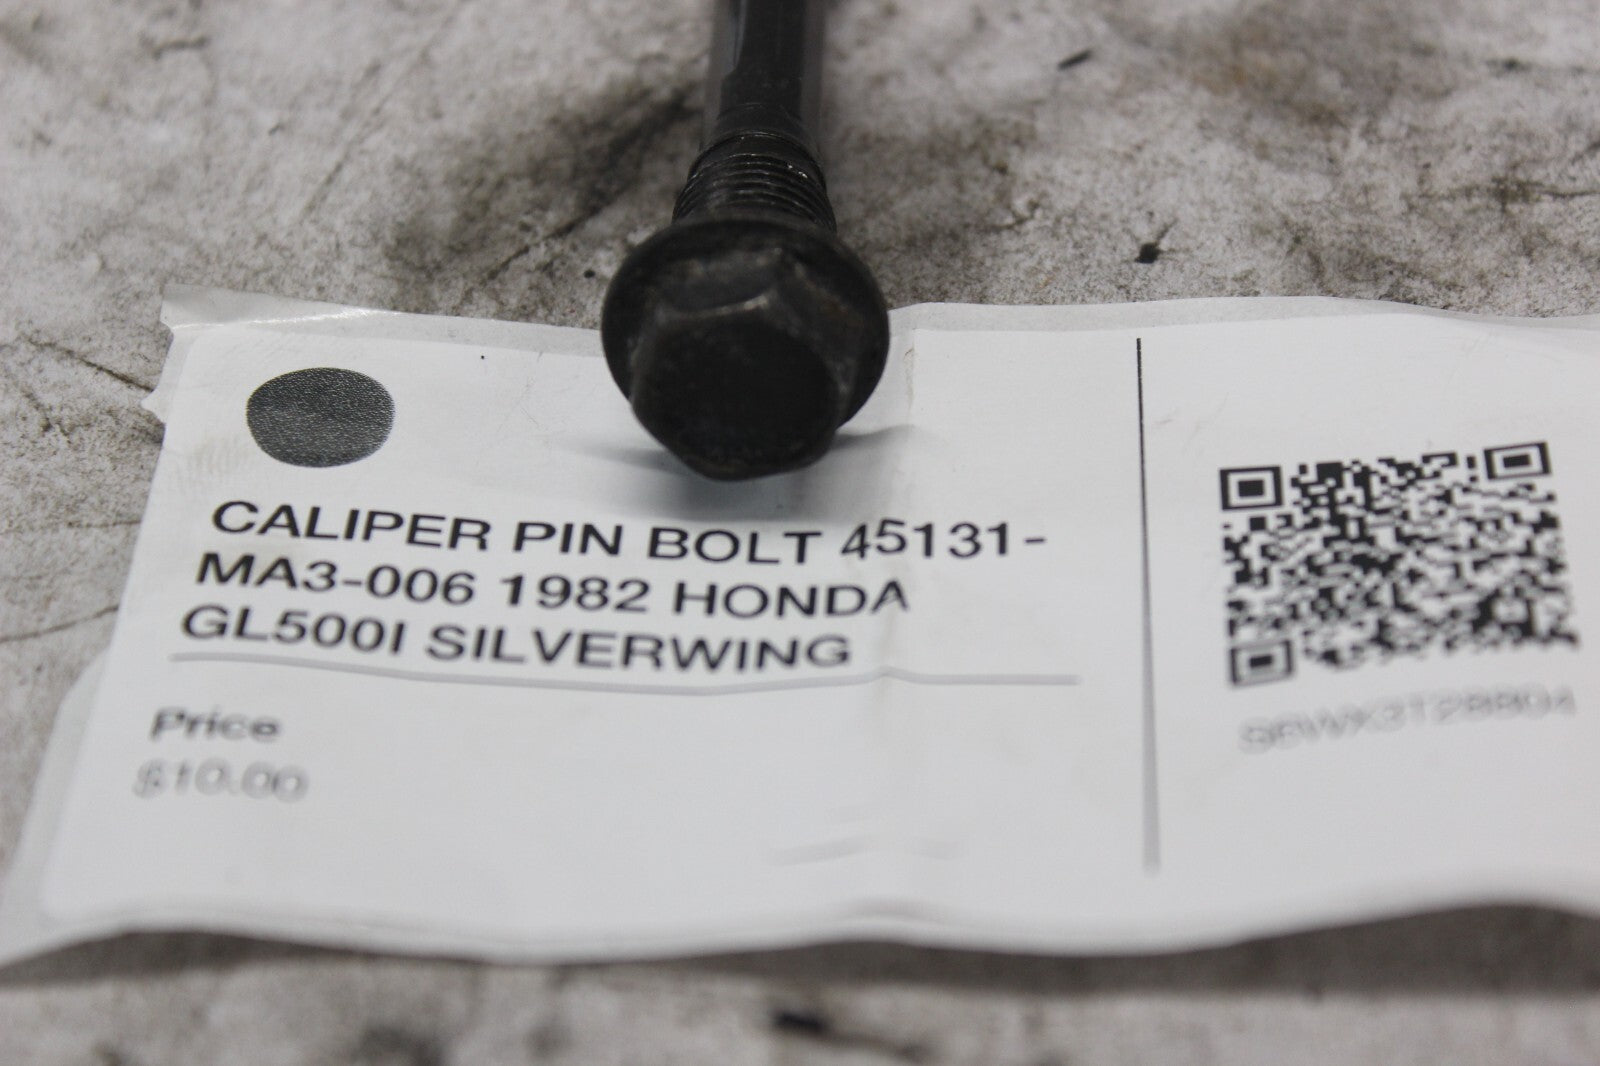 CALIPER PIN BOLT 45131-
MA3-006 1982 HONDA
GL500I SILVERWING
Price
$10.00